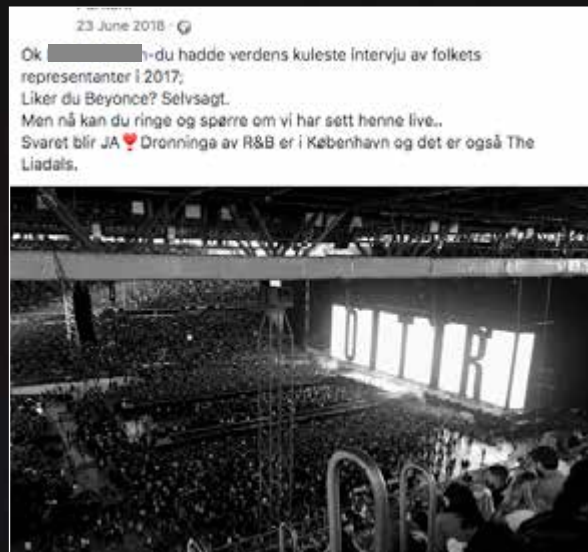 23 June 2018
Ok -du hadde verdens kuleste intervju av folkets
representanter i 2017;
Liker du Beyonce? Selvsagt.
Men nå kan du ringe og spørre om vi har sett henne live..
Svaret blir JA❣️Dronninga av R&B er i København og det er også The
Liadals.